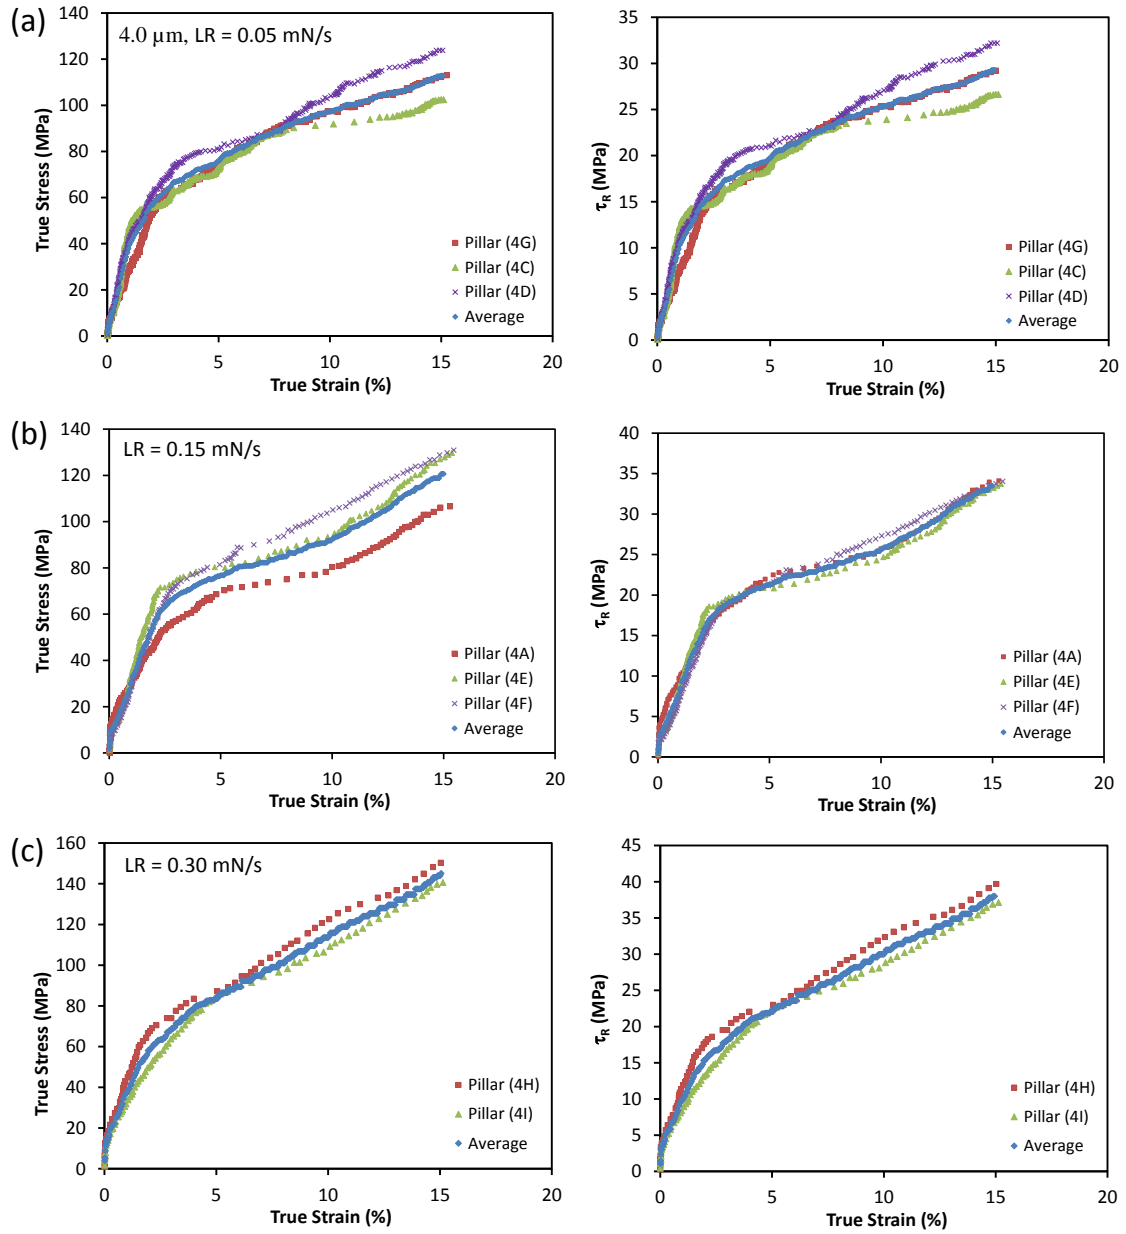 (a)
4.0 µm, LR = 0.05 mN/s
True Stress (MPa)
140
120
100
80
60
40
20
0
0 5 10 15 20
True Strain (%)
Pillar (4G)
Pillar (4C)
Pillar (4D)
Average
τR (MPa)
35
30
25
20
15
10
5
0
0 5 10 15 20
True Strain (%)
Pillar (4G)
Pillar (4C)
Pillar (4D)
Average
(b)
LR = 0.15 mN/s
True Stress (MPa)
140
120
100
80
60
40
20
0
0 5 10 15 20
True Strain (%)
Pillar (4A)
Pillar (4E)
Pillar (4F)
Average
τR (MPa)
40
35
30
25
20
15
10
5
0
0 5 10 15 20
True Strain (%)
Pillar (4A)
Pillar (4E)
Pillar (4F)
Average
(c)
LR = 0.30 mN/s
True Stress (MPa)
160
140
120
100
80
60
40
20
0
0 5 10 15 20
True Strain (%)
Pillar (4H)
Pillar (4I)
Average
τR (MPa)
45
40
35
30
25
20
15
10
5
0
0 5 10 15 20
True Strain (%)
Pillar (4H)
Pillar (4I)
Average